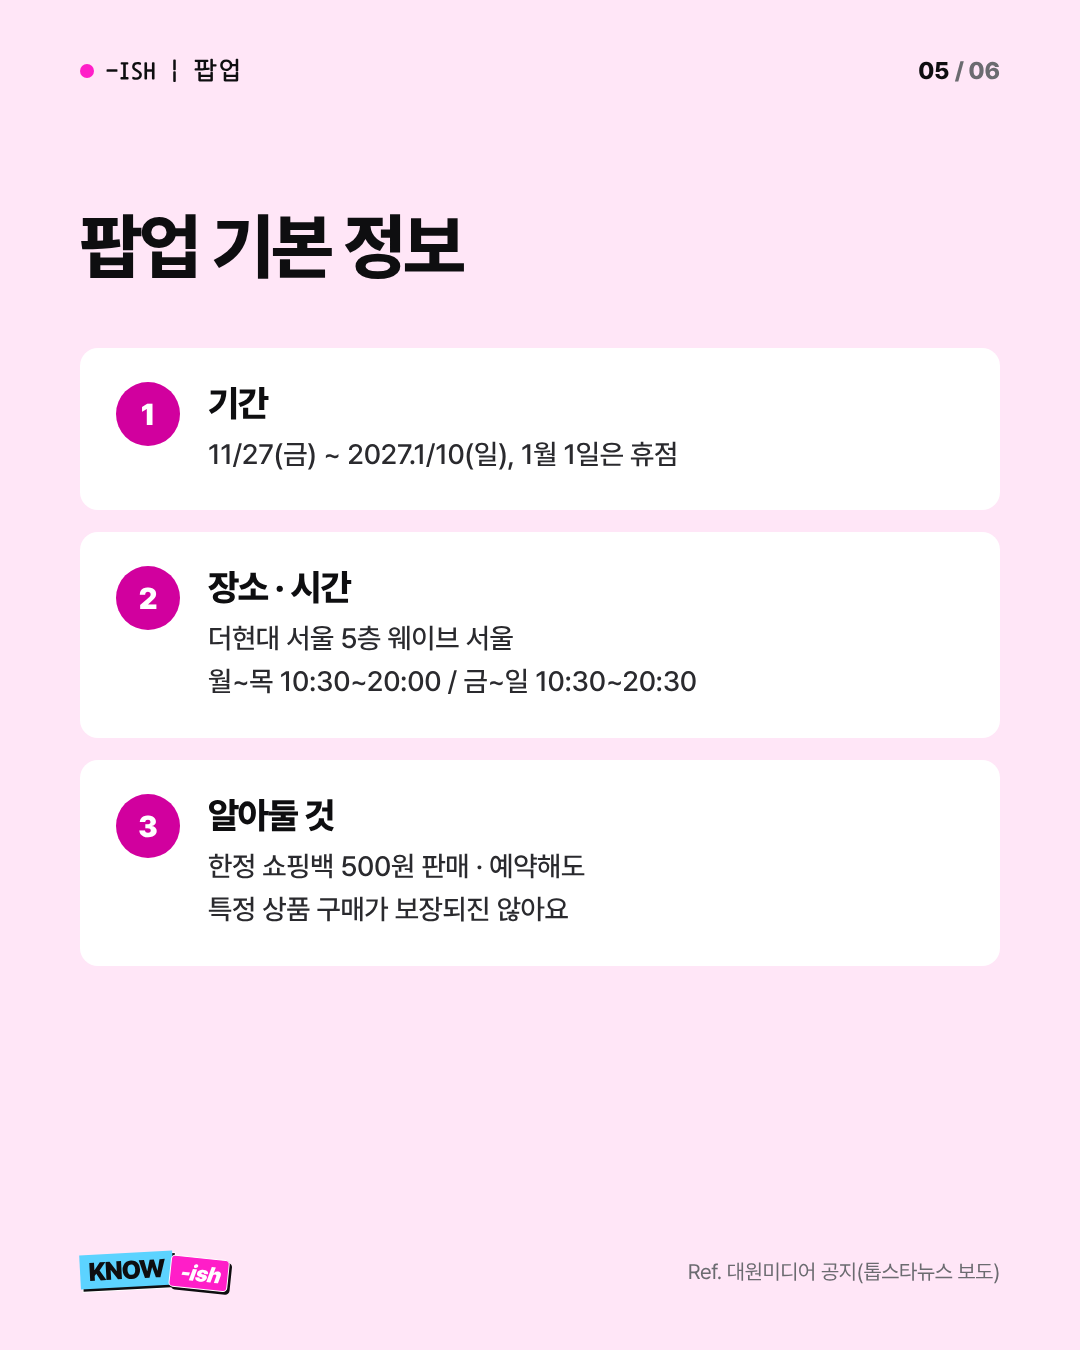 -ISH | 팝업
05 / 06
팝업 기본 정보
1
기간
11/27(금) ~ 2027.1/10(일), 1월 1일은 휴점
2
장소 · 시간
더현대 서울 5층 웨이브 서울
월~목 10:30~20:00 / 금~일 10:30~20:30
3
알아둘 것
한정 쇼핑백 500원 판매 · 예약해도
특정 상품 구매가 보장되진 않아요
KNOW -ish
Ref. 대원미디어 공지(톱스타뉴스 보도)